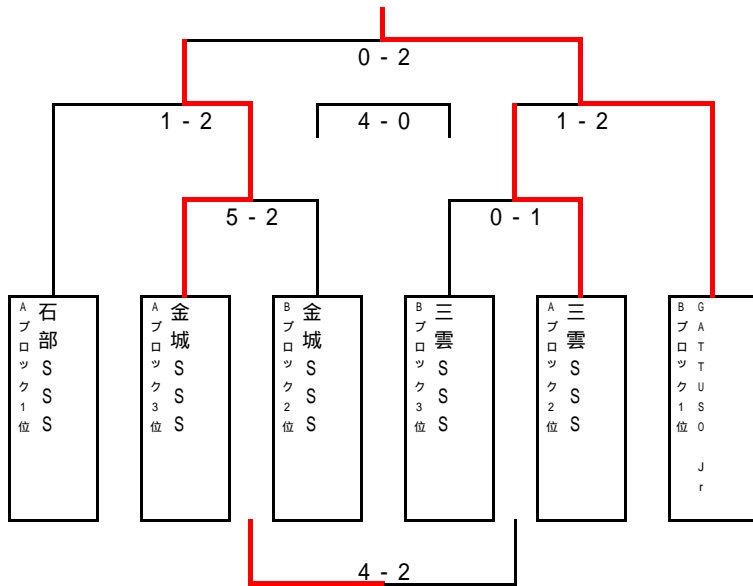 0 - 2
1 - 2
4 - 0
1 - 2
5 - 2
0 - 1
Aブロック1位
石部SSS
Aブロック3位
金城SSS
Bブロック2位
金城SSS
Bブロック3位
三雲SSS
Aブロック2位
三雲SSS
Bブロック1位
GATTUSO Jr
4 - 2